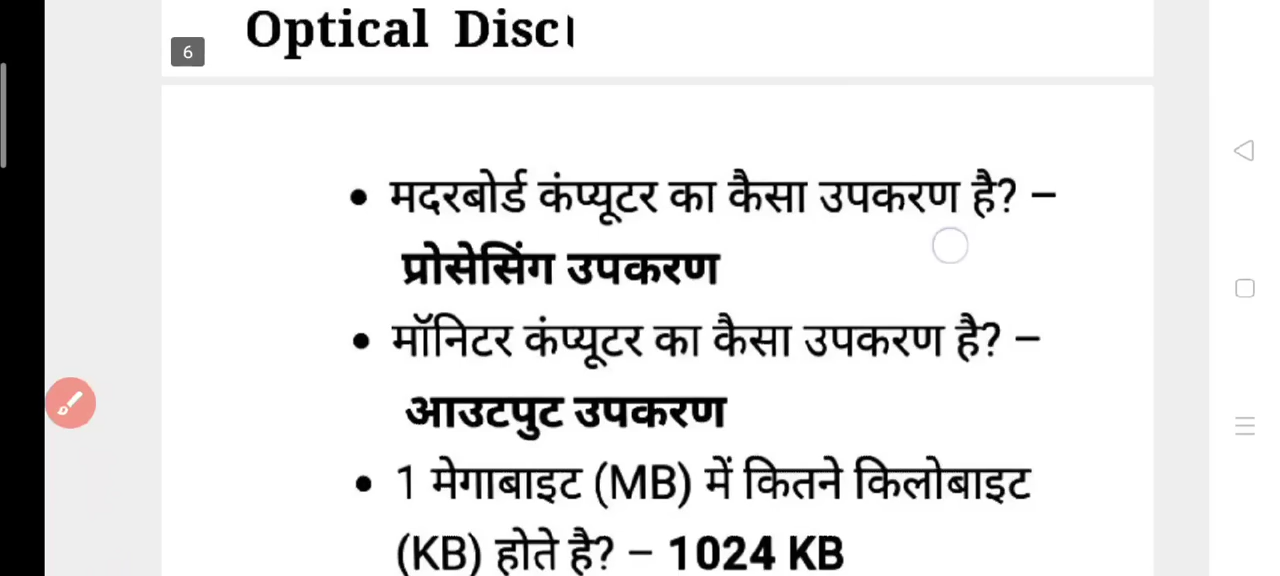 Optical Disc।
6
• मदरबोर्ड कंप्यूटर का कैसा उपकरण है? –
प्रोसेसिंग उपकरण
• मॉनिटर कंप्यूटर का कैसा उपकरण है? –
आउटपुट उपकरण
• 1 मेगाबाइट (MB) में कितने किलोबाइट
(KB) होते है? – 1024 KB